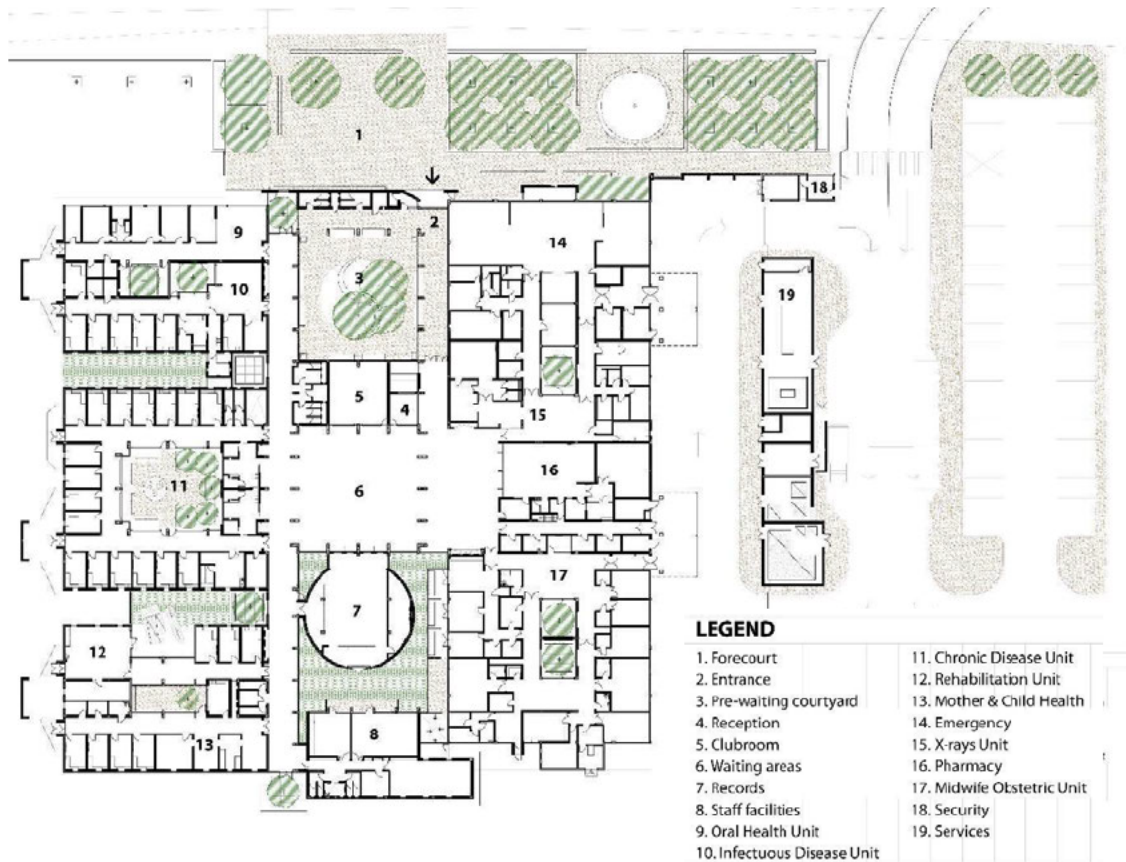 1
18
2
9
14
3
10
19
5
4
15
16
11
6
17
7
12
8
13
LEGEND
1. Forecourt
2. Entrance
3. Pre-waiting courtyard
4. Reception
5. Clubroom
6. Waiting areas
7. Records
8. Staff facilities
9. Oral Health Unit
10. Infectuous Disease Unit
11. Chronic Disease Unit
12. Rehabilitation Unit
13. Mother & Child Health
14. Emergency
15. X-rays Unit
16. Pharmacy
17. Midwife Obstetric Unit
18. Security
19. Services